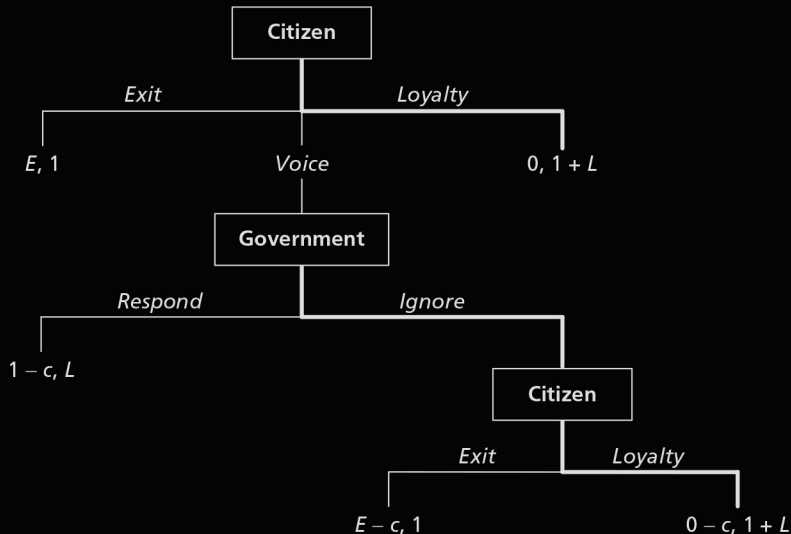 Citizen
Exit
Loyalty
E, 1
Voice
0, 1 + L
Government
Respond
Ignore
1 – c, L
Citizen
Exit
Loyalty
E – c, 1
0 – c, 1 + L